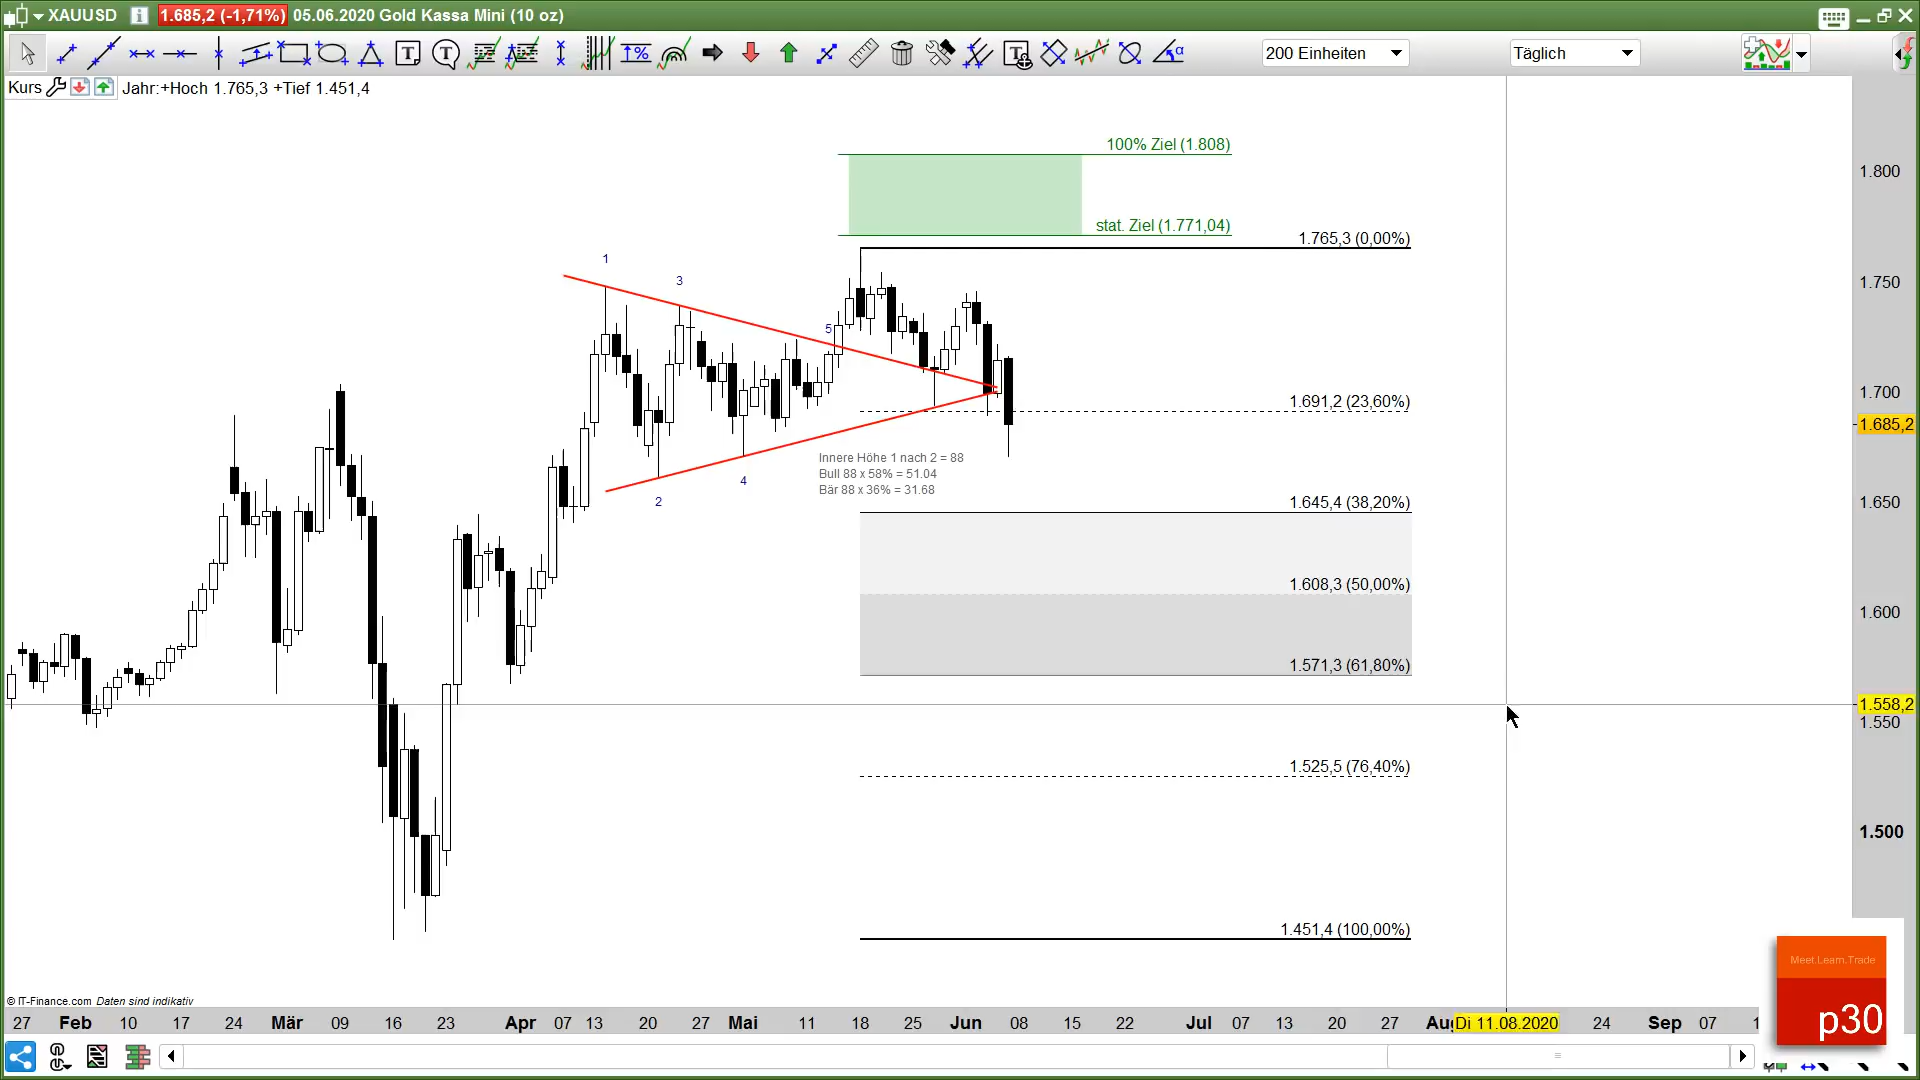 XAUUSD 1.685,2 (-1,71%) 05.06.2020 Gold Kassa Mini (10 oz)
200 Einheiten
Täglich
Kurs Jahr:+Hoch 1.765,3 +Tief 1.451,4
100% Ziel (1.808)
1.800
stat. Ziel (1.771,04)
1.765,3 (0,00%)
1
3
1.750
5
1.700
1.691,2 (23,60%)
1.685,2
Innere Höhe 1 nach 2 = 88
Bull 88 x 58% = 51.04
Bär 88 x 36% = 31.68
4
2
1.645,4 (38,20%)
1.650
1.608,3 (50,00%)
1.600
1.571,3 (61,80%)
1.558,2
1.550
1.525,5 (76,40%)
1.500
1.451,4 (100,00%)
Meet.Learn.Trade
p30
© IT-Finance.com Daten sind indikativ
27 Feb 10 17 24 Mär 09 16 23 Apr 07 13 20 27 Mai 11 18 25 Jun 08 15 22 Jul 07 13 20 27 Aug Di 11.08.2020 24 Sep 07